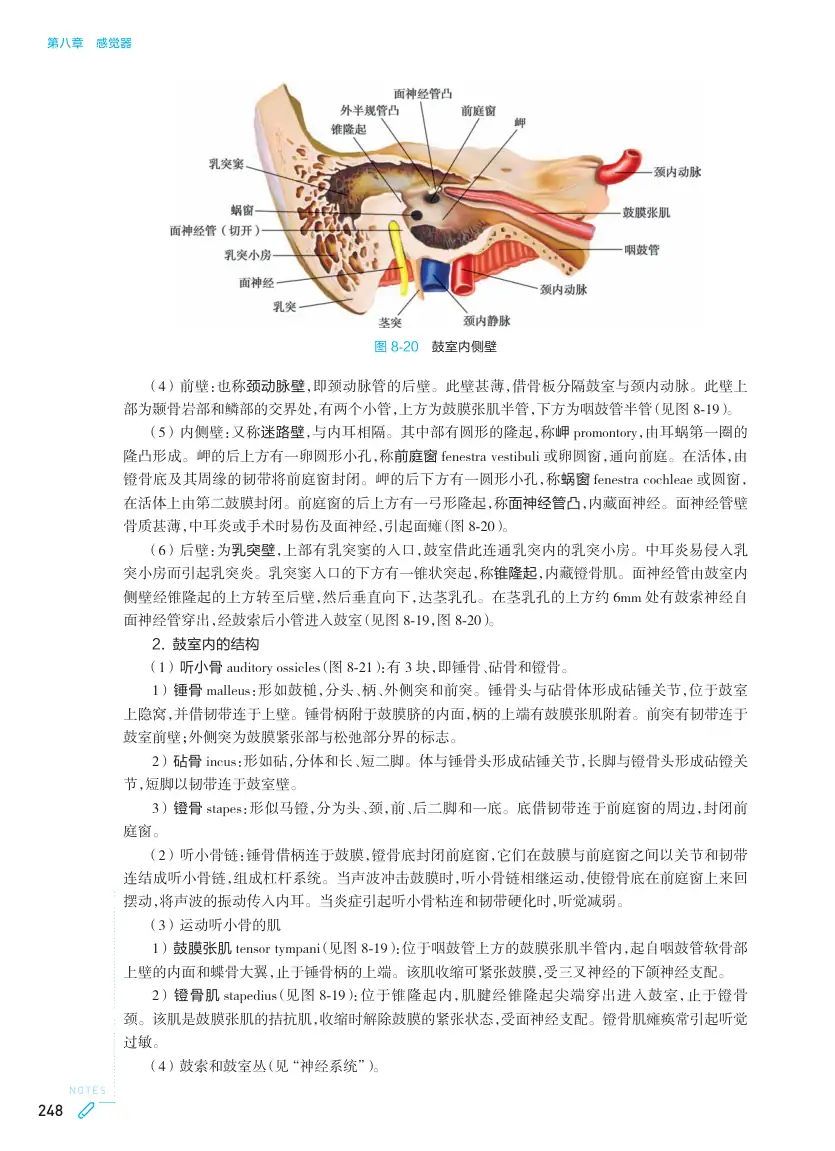 第八章 感觉器
面神经管凸
外半规管凸
前庭窗
锥隆起
岬
乳突窦
颈内动脉
蜗窗
鼓膜张肌
面神经管(切开)
乳突小房
咽鼓管
面神经
颈内动脉
乳突
茎突
颈内静脉
图 8-20 鼓室内侧壁
(4)前壁:也称颈动脉壁,即颈动脉管的后壁。此壁甚薄,借骨板分隔鼓室与颈内动脉。此壁上
部为颞骨岩部和鳞部的交界处,有两个小管,上方为鼓膜张肌半管,下方为咽鼓管半管(见图 8-19)。
(5)内侧壁:又称迷路壁,与内耳相隔。其中部有圆形的隆起,称岬 promontory,由耳蜗第一圈的
隆凸形成。岬的后上方有一卵圆形小孔,称前庭窗 fenestra vestibuli 或卵圆窗,通向前庭。在活体,由
镫骨底及其周缘的韧带将前庭窗封闭。岬的后下方有一圆形小孔,称蜗窗 fenestra cochleae 或圆窗,
在活体上由第二鼓膜封闭。前庭窗的后上方有一弓形隆起,称面神经管凸,内藏面神经。面神经管壁
骨质甚薄,中耳炎或手术时易伤及面神经,引起面瘫(图 8-20)。
(6)后壁:为乳突壁,上部有乳突窦的入口,鼓室借此连通乳突内的乳突小房。中耳炎易侵入乳
突小房而引起乳突炎。乳突窦入口的下方有一锥状突起,称锥隆起,内藏镫骨肌。面神经管由鼓室内
侧壁经锥隆起的上方转至后壁,然后垂直向下,达茎乳孔。在茎乳孔的上方约 6mm 处有鼓索神经自
面神经管穿出,经鼓索后小管进入鼓室(见图 8-19,图 8-20)。
2. 鼓室内的结构
(1)听小骨 auditory ossicles(图 8-21):有 3 块,即锤骨、砧骨和镫骨。
1)锤骨 malleus:形如鼓槌,分头、柄、外侧突和前突。锤骨头与砧骨体形成砧锤关节,位于鼓室
上隐窝,并借韧带连于上壁。锤骨柄附于鼓膜脐的内面,柄的上端有鼓膜张肌附着。前突有韧带连于
鼓室前壁;外侧突为鼓膜紧张部与松弛部分界的标志。
2)砧骨 incus:形如砧,分体和长、短二脚。体与锤骨头形成砧锤关节,长脚与镫骨头形成砧镫关
节,短脚以韧带连于鼓室壁。
3)镫骨 stapes:形似马镫,分为头、颈,前、后二脚和一底。底借韧带连于前庭窗的周边,封闭前
庭窗。
(2)听小骨链:锤骨借柄连于鼓膜,镫骨底封闭前庭窗,它们在鼓膜与前庭窗之间以关节和韧带
连结成听小骨链,组成杠杆系统。当声波冲击鼓膜时,听小骨链相继运动,使镫骨底在前庭窗上来回
摆动,将声波的振动传入内耳。当炎症引起听小骨粘连和韧带硬化时,听觉减弱。
(3)运动听小骨的肌
1)鼓膜张肌 tensor tympani(见图 8-19):位于咽鼓管上方的鼓膜张肌半管内,起自咽鼓管软骨部
上壁的内面和蝶骨大翼,止于锤骨柄的上端。该肌收缩可紧张鼓膜,受三叉神经的下颌神经支配。
2)镫骨肌 stapedius(见图 8-19):位于锥隆起内,肌腱经锥隆起尖端穿出进入鼓室,止于镫骨
颈。该肌是鼓膜张肌的拮抗肌,收缩时解除鼓膜的紧张状态,受面神经支配。镫骨肌瘫痪常引起听觉
过敏。
(4)鼓索和鼓室丛(见“神经系统”)。
NOTES
248